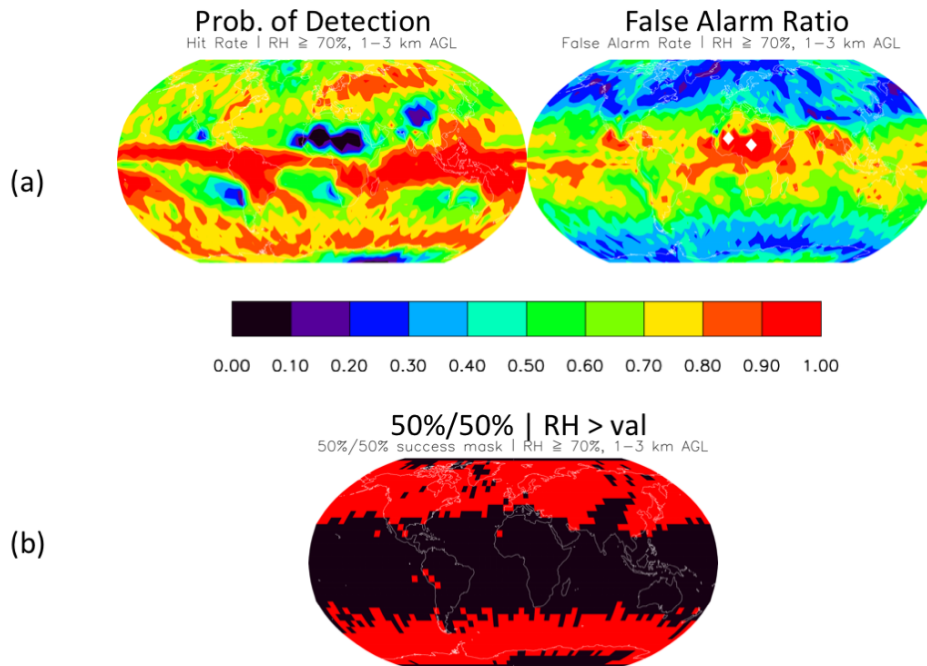 Prob. of Detection
Hit Rate | RH ≧ 70%, 1−3 km AGL
False Alarm Ratio
False Alarm Rate | RH ≧ 70%, 1−3 km AGL
(a)
0.00 0.10 0.20 0.30 0.40 0.50 0.60 0.70 0.80 0.90 1.00
50%/50% | RH > val
50%/50% success mask | RH ≧ 70%, 1−3 km AGL
(b)